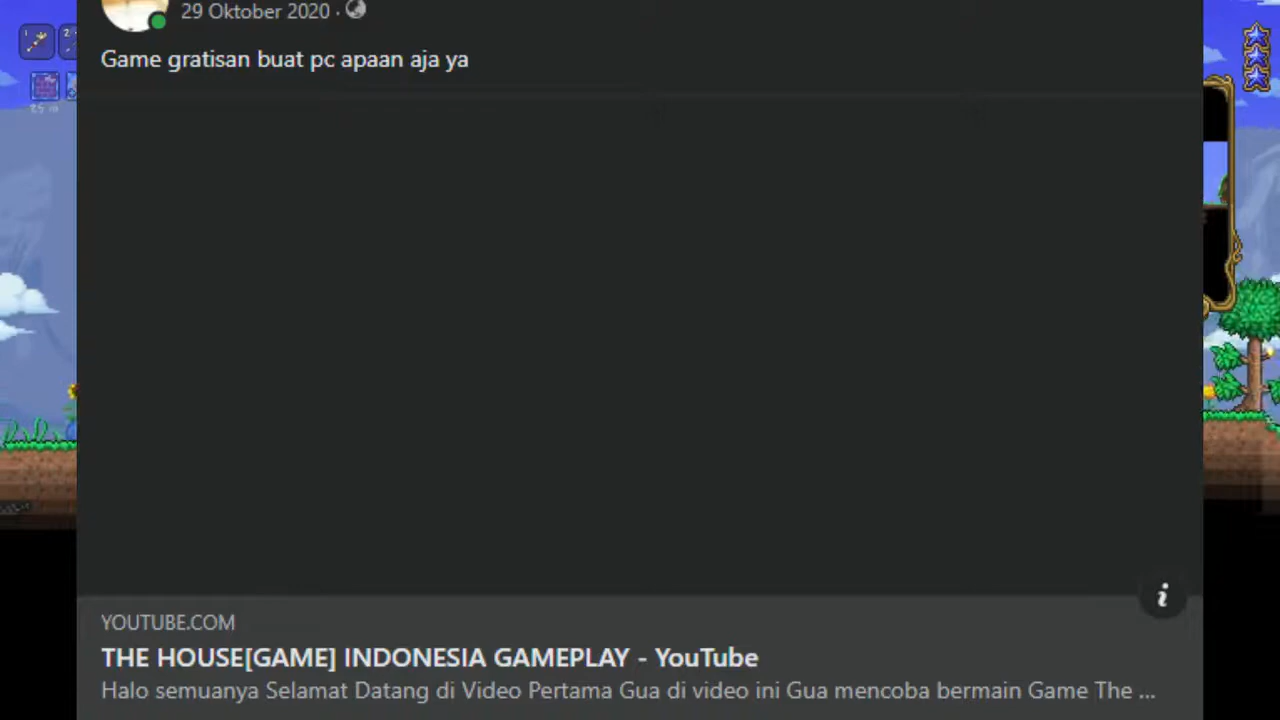 29 Oktober 2020 ·
Game gratisan buat pc apaan aja ya
YOUTUBE.COM
THE HOUSE[GAME] INDONESIA GAMEPLAY - YouTube
Halo semuanya Selamat Datang di Video Pertama Gua di video ini Gua mencoba bermain Game The ...